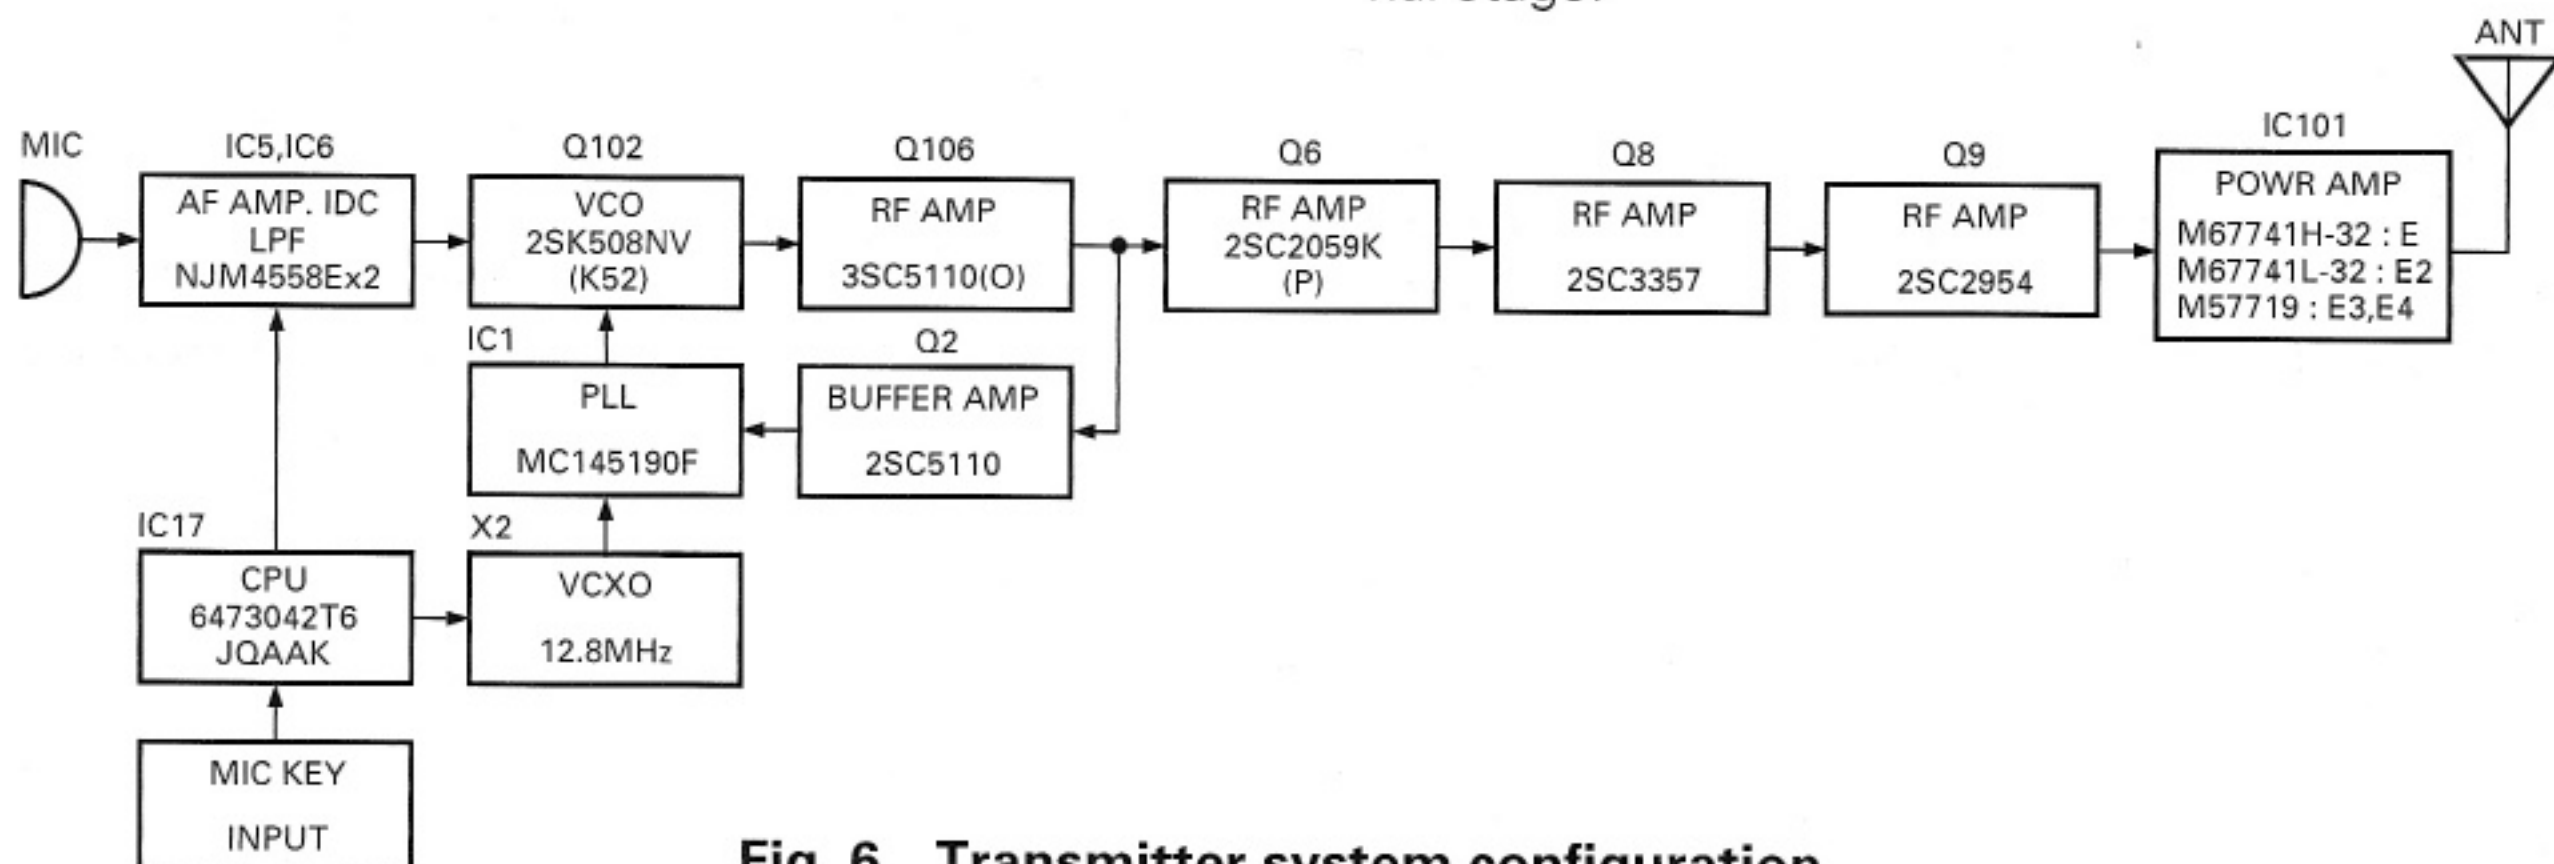 nal stage.
ANT
MIC
IC5,IC6
AF AMP. IDC
LPF
NJM4558Ex2
Q102
VCO
2SK508NV
(K52)
Q106
RF AMP
3SC5110(O)
Q6
RF AMP
2SC2059K
(P)
Q8
RF AMP
2SC3357
Q9
RF AMP
2SC2954
IC101
POWR AMP
M67741H-32 : E
M67741L-32 : E2
M57719 : E3,E4
IC1
PLL
MC145190F
Q2
BUFFER AMP
2SC5110
IC17
CPU
6473042T6
JQAAK
X2
VCXO
12.8MHz
MIC KEY
INPUT
Fig. 6 Transmitter system configuration